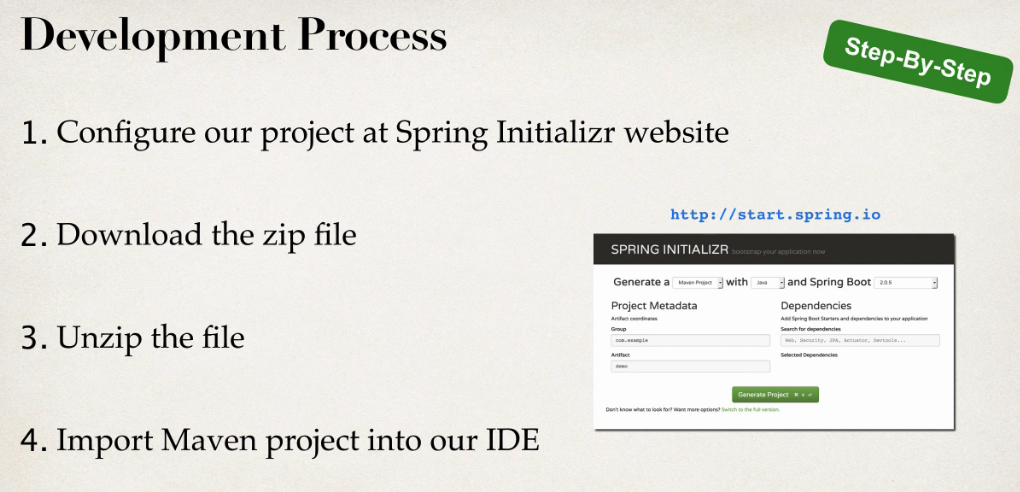 Development Process
Step-By-Step
1. Configure our project at Spring Initializr website
2. Download the zip file
3. Unzip the file
4. Import Maven project into our IDE
http://start.spring.io
SPRING INITIALIZR bootstrap your application now
Generate a Maven Project with Java and Spring Boot 2.0.5
Project Metadata
Artifact coordinates
Group
com.example
Artifact
demo
Dependencies
Add Spring Boot Starters and dependencies to your application
Search for dependencies
Web, Security, JPA, Actuator, Devtools...
Selected Dependencies
Generate Project
Don't know what to look for? Want more options? Switch to the full version.